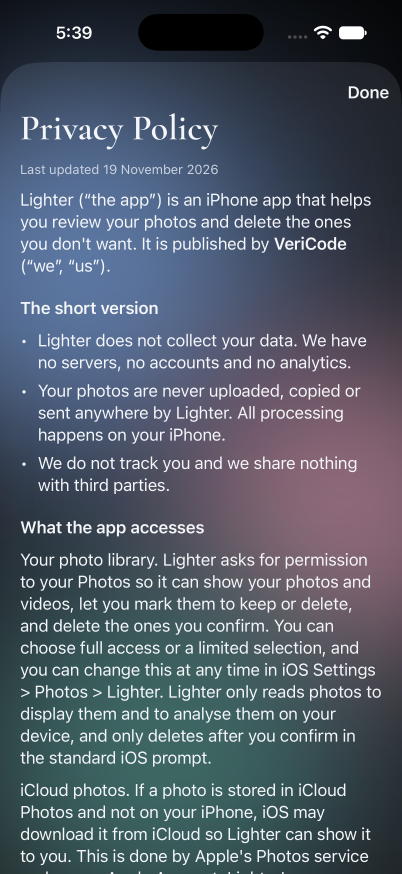 5:39
Done
Privacy Policy
Last updated 19 November 2026
Lighter (“the app”) is an iPhone app that helps
you review your photos and delete the ones
you don't want. It is published by VeriCode
(“we”, “us”).
The short version
• Lighter does not collect your data. We have
no servers, no accounts and no analytics.
• Your photos are never uploaded, copied or
sent anywhere by Lighter. All processing
happens on your iPhone.
• We do not track you and we share nothing
with third parties.
What the app accesses
Your photo library. Lighter asks for permission
to your Photos so it can show your photos and
videos, let you mark them to keep or delete,
and delete the ones you confirm. You can
choose full access or a limited selection, and
you can change this at any time in iOS Settings
> Photos > Lighter. Lighter only reads photos to
display them and to analyse them on your
device, and only deletes after you confirm in
the standard iOS prompt.
iCloud photos. If a photo is stored in iCloud
Photos and not on your iPhone, iOS may
download it from iCloud so Lighter can show it
to you. This is done by Apple's Photos service